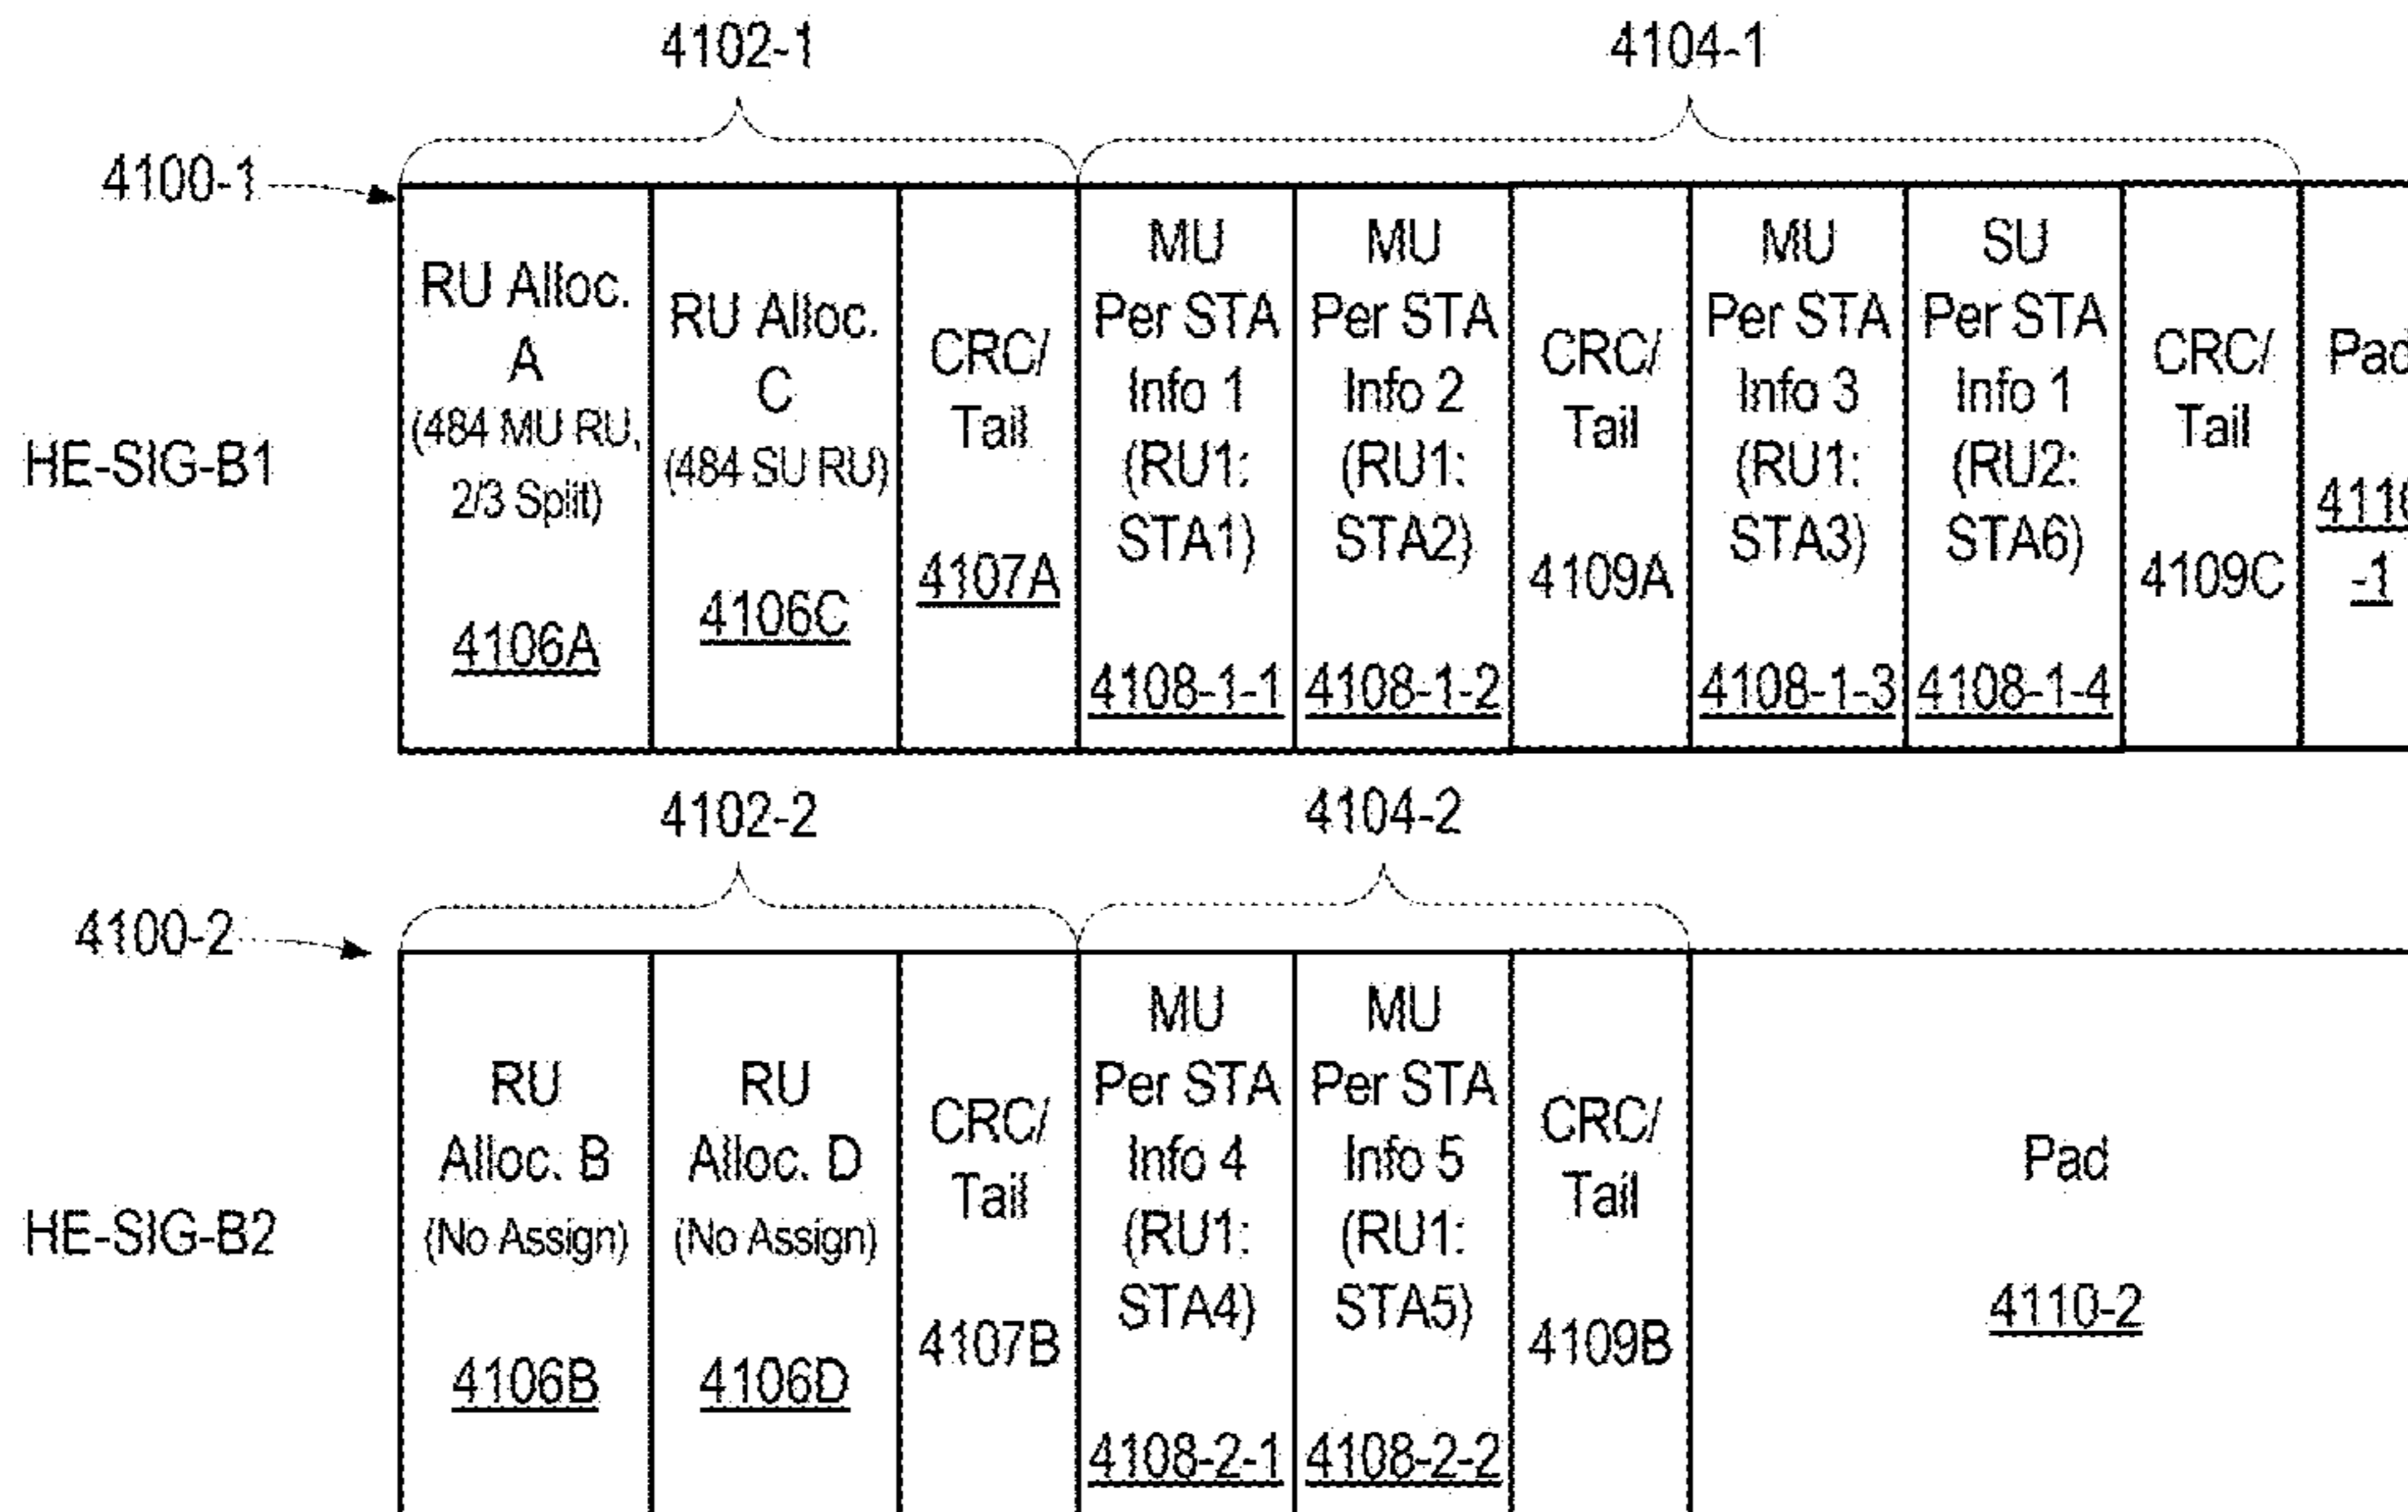 4102-1
4104-1
4100-1
HE-SIG-B1
RU Alloc.
A
(484 MU RU,
2/3 Split)
4106A
RU Alloc.
C
(484 SU RU)
4106C
CRC/
Tail
4107A
MU
Per STA
Info 1
(RU1:
STA1)
4108-1-1
MU
Per STA
Info 2
(RU1:
STA2)
4108-1-2
CRC/
Tail
4109A
MU
Per STA
Info 3
(RU1:
STA3)
4108-1-3
SU
Per STA
Info 1
(RU2:
STA6)
4108-1-4
CRC/
Tail
4109C
Pad
-1
4102-2
4104-2
4100-2
HE-SIG-B2
RU
Alloc. B
(No Assign)
4106B
RU
Alloc. D
(No Assign)
4106D
CRC/
Tail
4107B
MU
Per STA
Info 4
(RU1:
STA4)
4108-2-1
MU
Per STA
Info 5
(RU1:
STA5)
4108-2-2
CRC/
Tail
4109B
Pad
4110-2